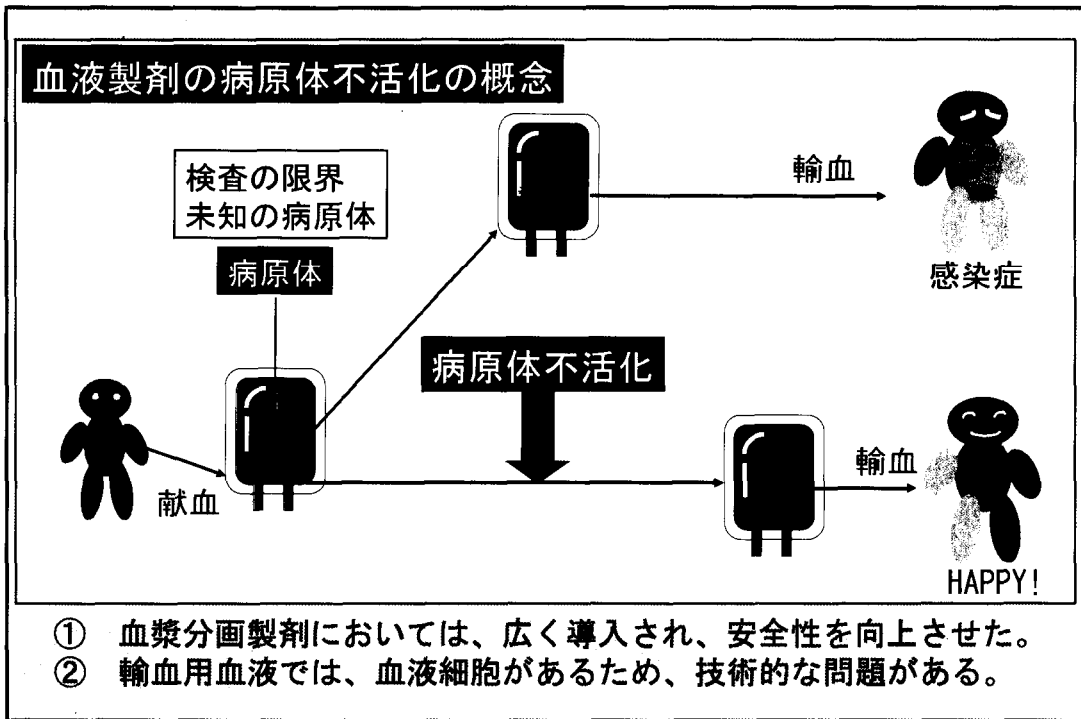 血液製剤の病原体不活化の概念
検査の限界
未知の病原体
病原体
輸血
感染症
病原体不活化
献血
輸血
HAPPY!
① 血漿分画製剤においては、広く導入され、安全性を向上させた。
② 輸血用血液では、血液細胞があるため、技術的な問題がある。